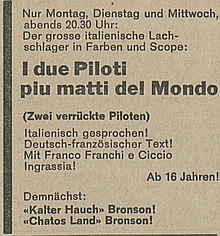 Nur Montag, Dienstag und Mittwoch,
abends 20.30 Uhr:
Der grosse italienische Lach-
schlager in Farben und Scope:
I due Piloti
piu matti del Mondo
(Zwei verrückte Piloten)
Italienisch gesprochen!
Deutsch-französischer Text!
Mit Franco Franchi e Ciccio
Ingrassia!
Ab 16 Jahren!
Demnächst:
«Kalter Hauch» Bronson!
«Chatos Land» Bronson!